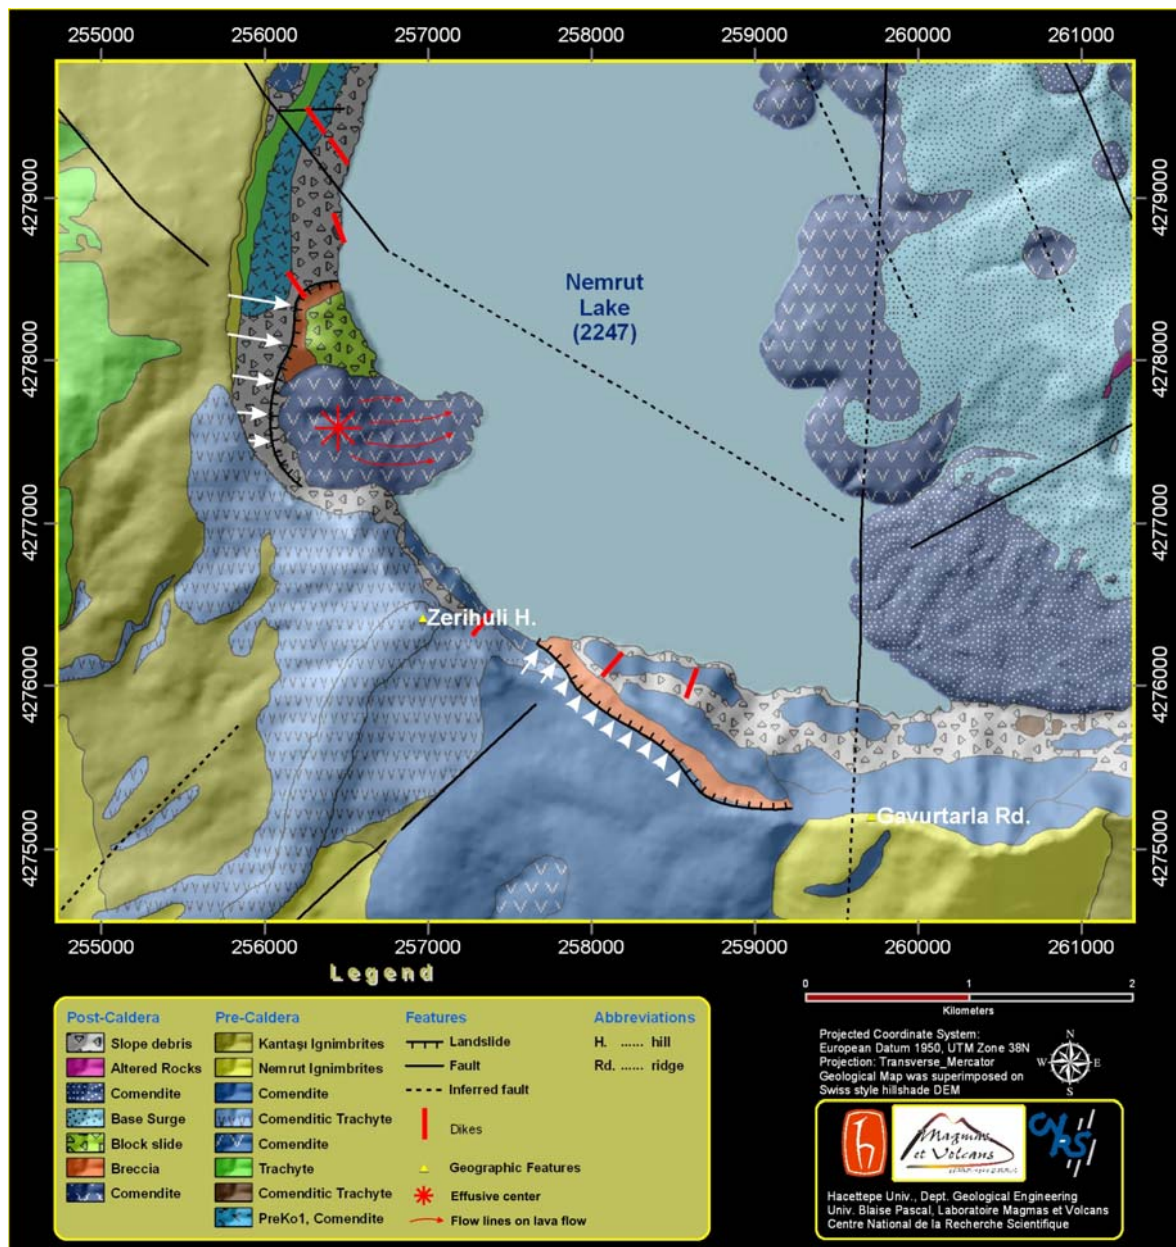 255000 256000 257000 258000 259000 260000 261000
4279000
4278000
4277000
4276000
4275000
4279000
4278000
4277000
4276000
4275000
Nemrut
Lake
(2247)
Zerihuli H.
Gavurtarla Rd.
255000 256000 257000 258000 259000 260000 261000
Legend
Post-Caldera
Slope debris
Altered Rocks
Comendite
Base Surge
Block slide
Breccia
Comendite
Pre-Caldera
Kantaşı Ignimbrites
Nemrut Ignimbrites
Comendite
Comenditic Trachyte
Comendite
Trachyte
Comenditic Trachyte
PreKo1, Comendite
Features
Landslide
Fault
Inferred fault
Dikes
Geographic Features
Effusive center
Flow lines on lava flow
Abbreviations
H. ...... hill
Rd. ...... ridge
0 1 2
Kilometers
Projected Coordinate System:
European Datum 1950, UTM Zone 38N
Projection: Transverse_Mercator
Geological Map was superimposed on
Swiss style hillshade DEM
N
W E
S
Magmas
et Volcans
CNRS
Hacettepe Univ., Dept. Geological Engineering
Univ. Blaise Pascal, Laboratoire Magmas et Volcans
Centre National de la Recherche Scientifique